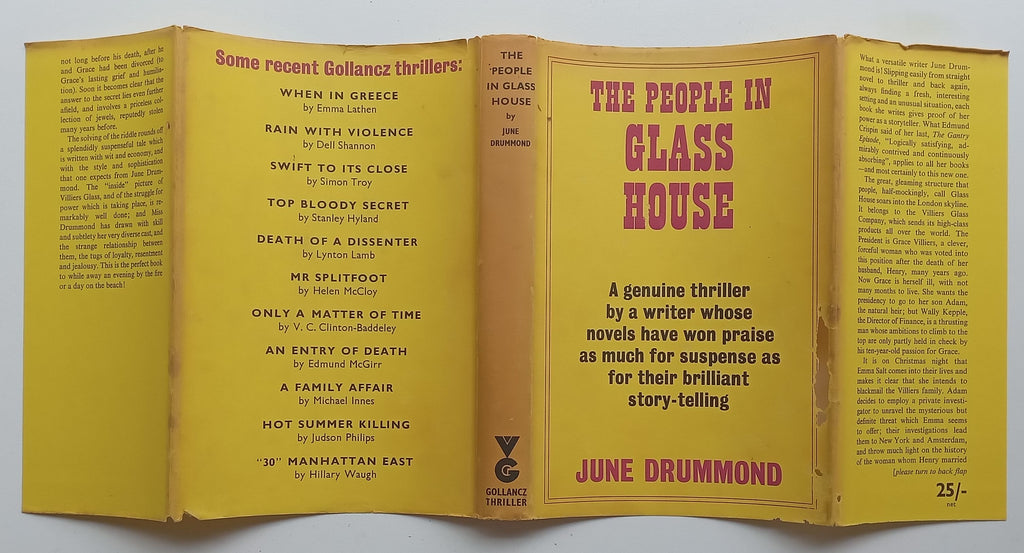 not long before his death, after he
and Grace had been divorced (to
Grace's lasting grief and humilia-
tion). Soon it becomes clear that the
answer to the secret lies even further
afield, and involves a priceless col-
lection of jewels, reputedly stolen
many years before.
The solving of the riddle rounds off
a splendidly suspenseful tale which
is written with wit and economy, and
with the style and sophistication
that one expects from June Drum-
mond. The "inside" picture of
Villiers Glass, and of the struggle for
power which is taking place, is re-
markably well done; and Miss
Drummond has drawn with skill
and subtlety her very diverse cast, and
the strange relationship between
them, the tugs of loyalty, resentment
and jealousy. This is the perfect book
to while away an evening by the fire
or a day on the beach!
Some recent Gollancz thrillers:
WHEN IN GREECE
by Emma Lathen
RAIN WITH VIOLENCE
by Dell Shannon
SWIFT TO ITS CLOSE
by Simon Troy
TOP BLOODY SECRET
by Stanley Hyland
DEATH OF A DISSENTER
by Lynton Lamb
MR SPLITFOOT
by Helen McCloy
ONLY A MATTER OF TIME
by V. C. Clinton-Baddeley
AN ENTRY OF DEATH
by Edmund McGirr
A FAMILY AFFAIR
by Michael Innes
HOT SUMMER KILLING
by Judson Philips
"30" MANHATTAN EAST
by Hillary Waugh
THE
PEOPLE
IN GLASS
HOUSE
by
JUNE
DRUMMOND
VG
GOLLANCZ
THRILLER
THE PEOPLE IN
GLASS
HOUSE
A genuine thriller
by a writer whose
novels have won praise
as much for suspense as
for their brilliant
story-telling
JUNE DRUMMOND
What a versatile writer June Drum-
mond is! Slipping easily from straight
novel to thriller and back again,
always finding a fresh, interesting
setting and an unusual situation, each
book she writes gives proof of her
power as a storyteller. What Edmund
Crispin said of her last, The Gantry
Episode, "Logically satisfying, ad-
mirably contrived and continuously
absorbing", applies to all her books
—and most certainly to this new one.
The great, gleaming structure that
people, half-mockingly, call Glass
House soars into the London skyline.
It belongs to the Villiers Glass
Company, which sends its high-class
products all over the world. The
President is Grace Villiers, a clever,
forceful woman who was voted into
this position after the death of her
husband, Henry, many years ago.
Now Grace is herself ill, with not
many months to live. She wants the
presidency to go to her son Adam,
the natural heir; but Wally Kepple,
the Director of Finance, is a thrusting
man whose ambitions to climb to the
top are only partly held in check by
his ten-year-old passion for Grace.
It is on Christmas night that
Emma Salt comes into their lives and
makes it clear that she intends to
blackmail the Villiers family. Adam
decides to employ a private investi-
gator to unravel the mysterious but
definite threat which Emma seems
to offer; their investigations lead
them to New York and Amsterdam,
and throw much light on the history
of the woman whom Henry married
[please turn to back flap
25/-
net